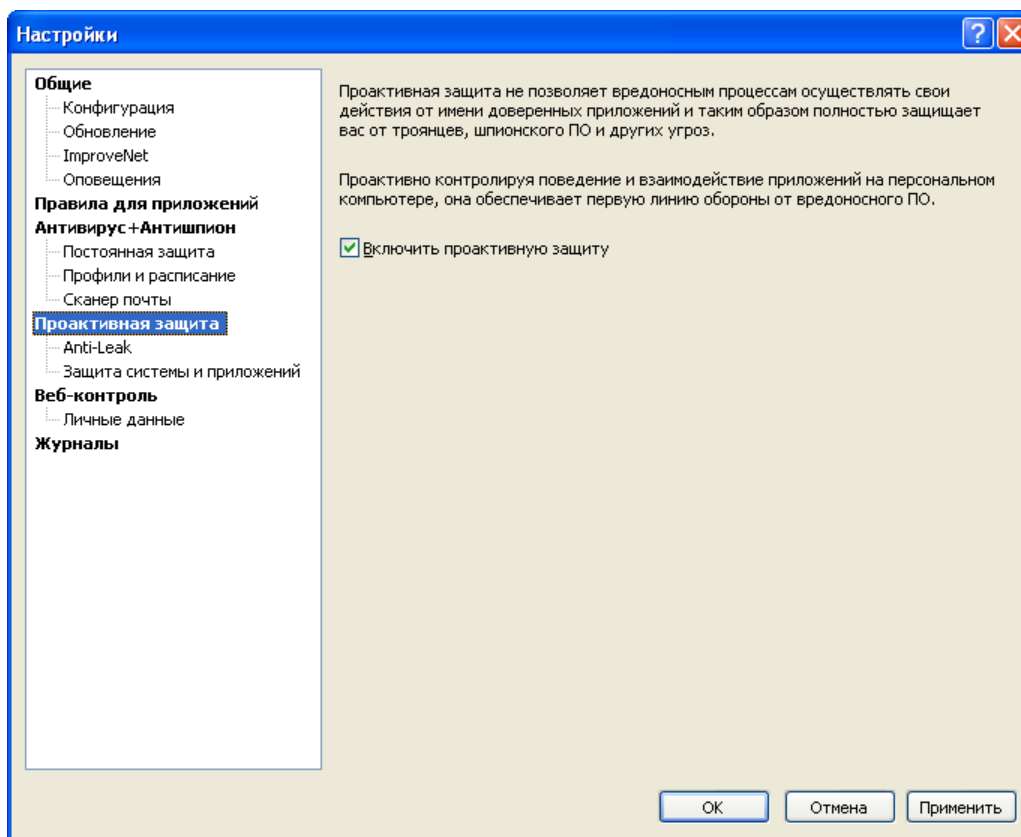 Настройки
Общие
Конфигурация
Обновление
ImproveNet
Оповещения
Правила для приложений
Антивирус+Антишпион
Постоянная защита
Профили и расписание
Сканер почты
Проактивная защита
Anti-Leak
Защита системы и приложений
Веб-контроль
Личные данные
Журналы
Проактивная защита не позволяет вредоносным процессам осуществлять свои
действия от имени доверенных приложений и таким образом полностью защищает
вас от троянцев, шпионского ПО и других угроз.
Проактивно контролируя поведение и взаимодействие приложений на персональном
компьютере, она обеспечивает первую линию обороны от вредоносного ПО.
Включить проактивную защиту
ОК
Отмена
Применить